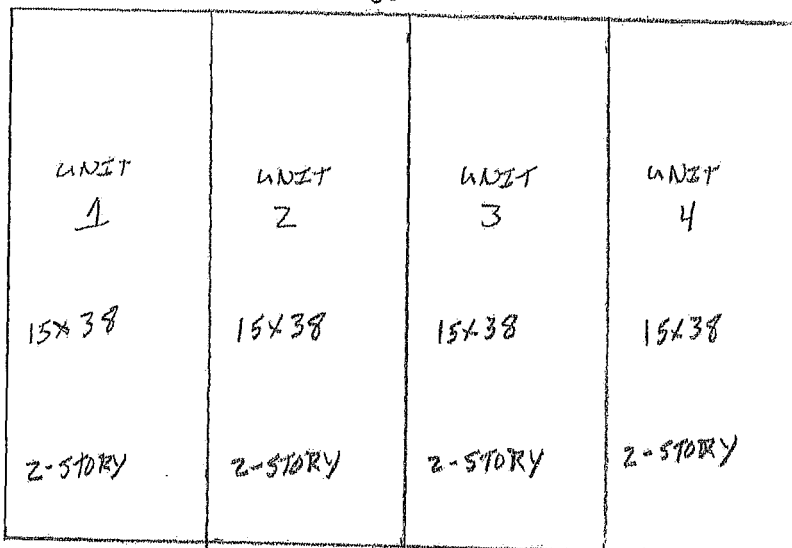 UNIT
1
15x38
2-STORY
UNIT
2
15x38
2-STORY
UNIT
3
15x38
2-STORY
UNIT
4
15x38
2-STORY